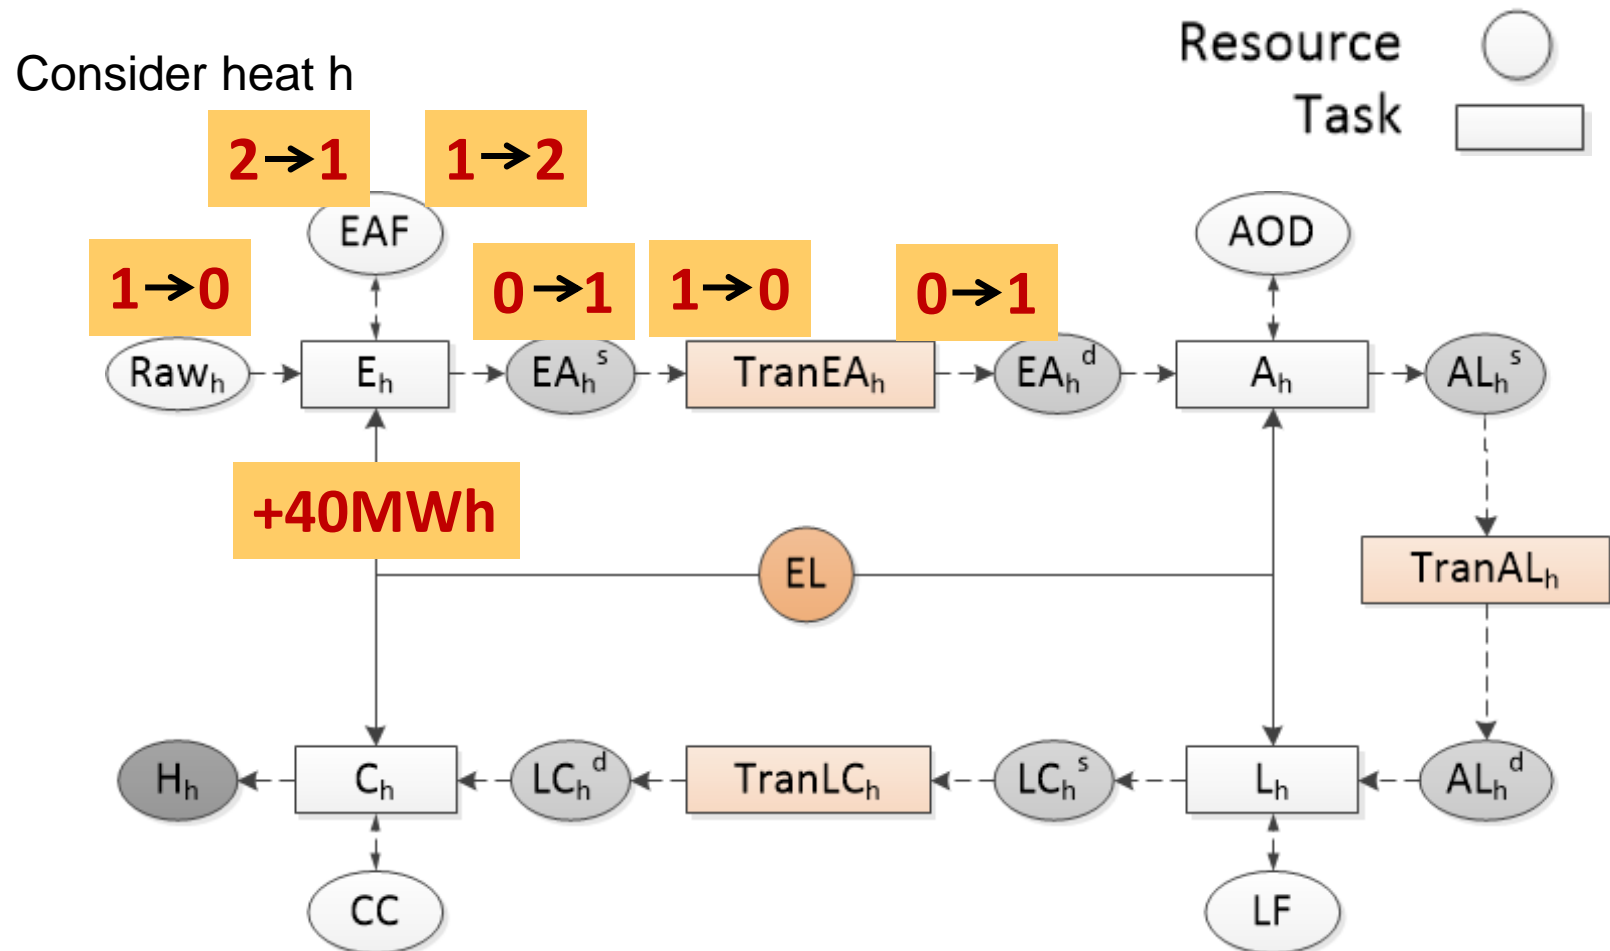 Resource
Consider heat h
Task
2→1
1→2
EAF
AOD
1→0
0→1
1→0
0→1
Rawₕ
Eₕ
EAₕˢ
TranEAₕ
EAₕᵈ
Aₕ
ALₕˢ
+40MWh
EL
TranALₕ
Hₕ
Cₕ
LCₕᵈ
TranLCₕ
LCₕˢ
Lₕ
ALₕᵈ
CC
LF